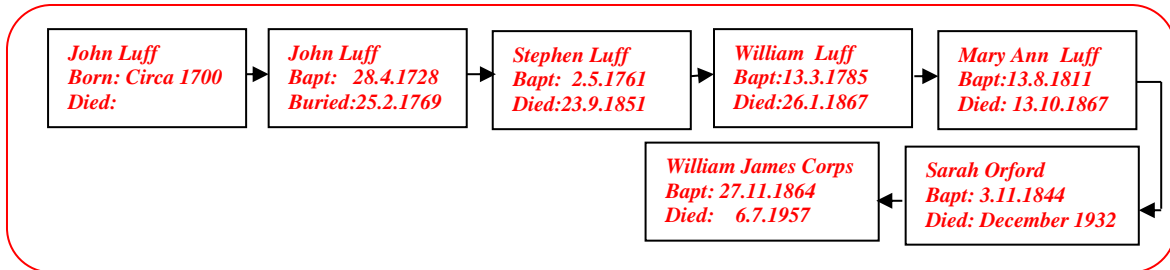 John Luff
Born: Circa 1700
Died:
John Luff
Bapt: 28.4.1728
Buried:25.2.1769
Stephen Luff
Bapt: 2.5.1761
Died:23.9.1851
William Luff
Bapt:13.3.1785
Died:26.1.1867
Mary Ann Luff
Bapt:13.8.1811
Died: 13.10.1867
Sarah Orford
Bapt: 3.11.1844
Died: December 1932
William James Corps
Bapt: 27.11.1864
Died: 6.7.1957